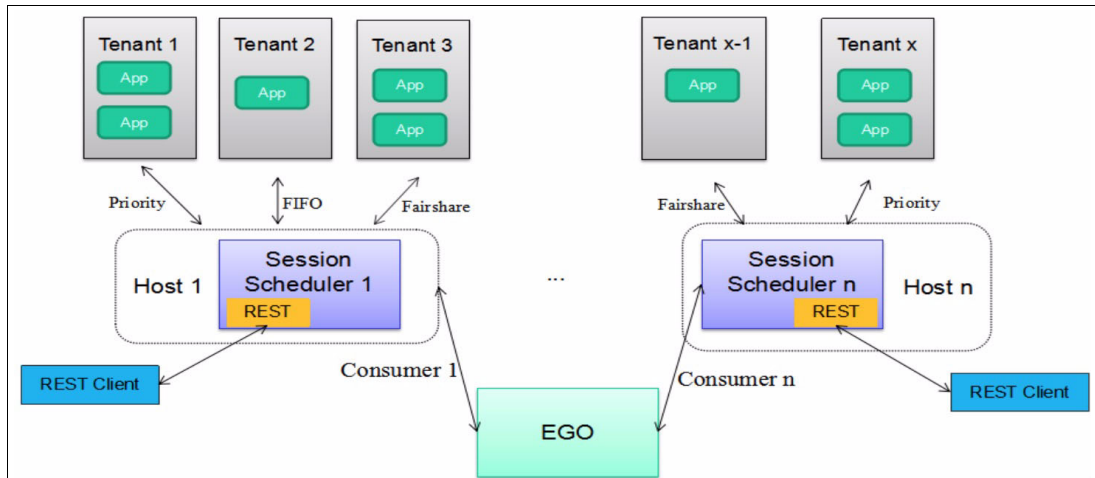 Tenant 1
App
App
Tenant 2
App
Tenant 3
App
App
Tenant x-1
App
Tenant x
App
App
Priority
FIFO
Fairshare
Fairshare
Priority
Host 1
Session
Scheduler 1
REST
...
Session
Scheduler n
REST
Host n
REST Client
Consumer 1
Consumer n
REST Client
EGO